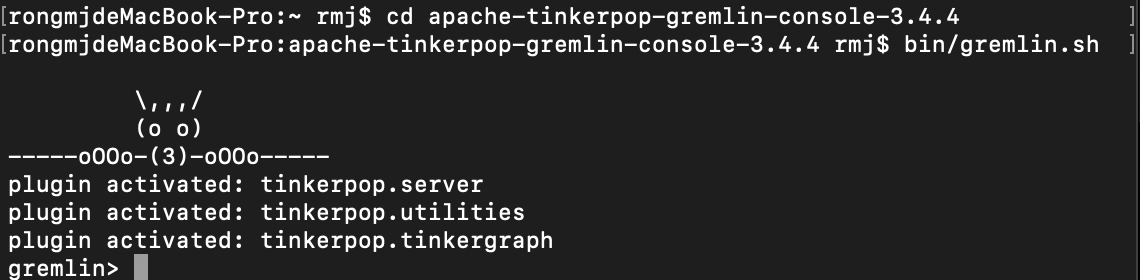 [rongmjdeMacBook-Pro:~ rmj$ cd apache-tinkerpop-gremlin-console-3.4.4 ]
[rongmjdeMacBook-Pro:apache-tinkerpop-gremlin-console-3.4.4 rmj$ bin/gremlin.sh ]
         \,,,/
         (o o)
-----oOOo-(3)-oOOo-----
plugin activated: tinkerpop.server
plugin activated: tinkerpop.utilities
plugin activated: tinkerpop.tinkergraph
gremlin>